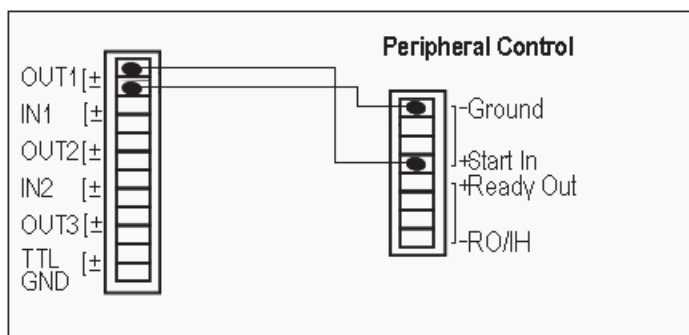 Peripheral Control
OUT1[±
IN1 [±
OUT2[±
IN2 [±
OUT3[±
TTL [±
GND
-Ground
+Start In
+Ready Out
-RO/IH